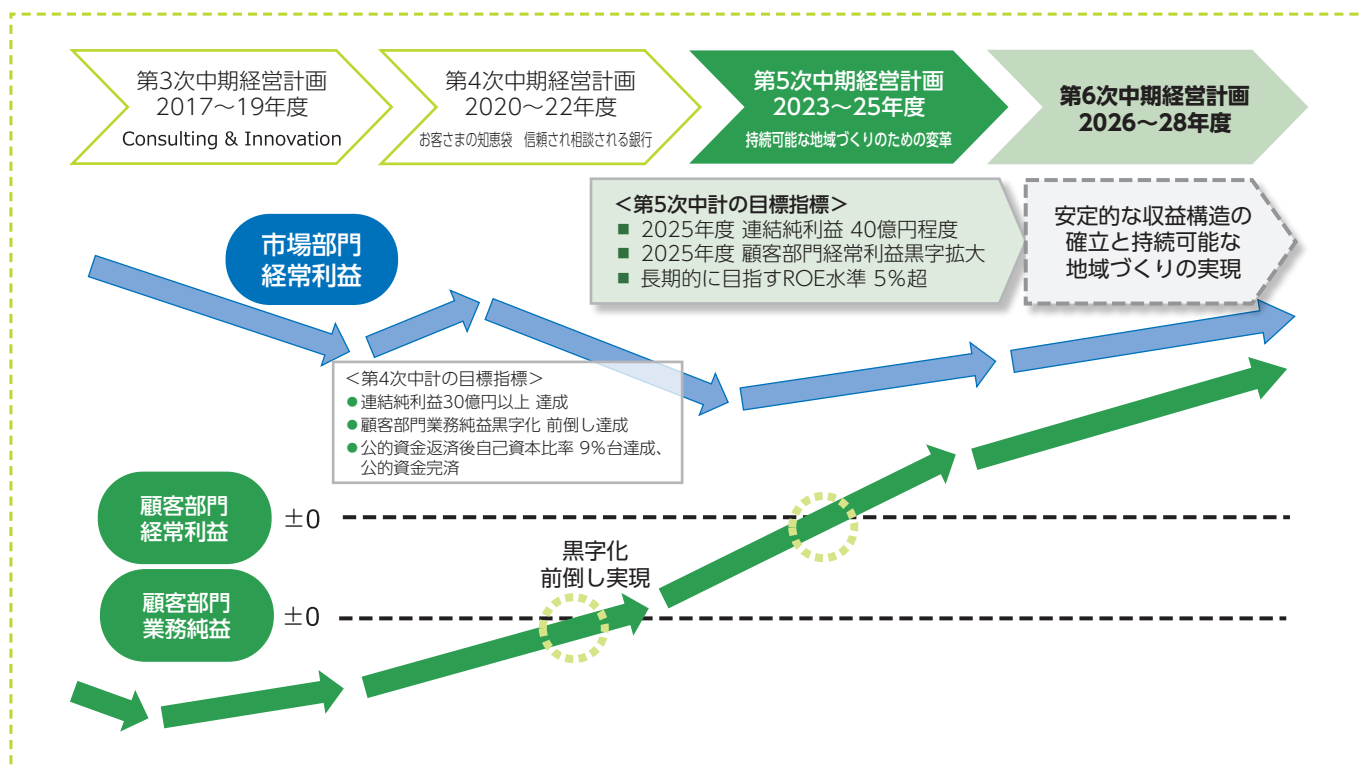 第3次中期経営計画
2017～19年度
Consulting & Innovation
第4次中期経営計画
2020～22年度
お客さまの知恵袋　信頼され相談される銀行
第5次中期経営計画
2023～25年度
持続可能な地域づくりのための変革
第6次中期経営計画
2026～28年度
＜第5次中計の目標指標＞
■ 2025年度 連結純利益 40億円程度
■ 2025年度 顧客部門経常利益黒字拡大
■ 長期的に目指すROE水準 5％超
安定的な収益構造の
確立と持続可能な
地域づくりの実現
市場部門
経常利益
＜第4次中計の目標指標＞
●連結純利益30億円以上 達成
●顧客部門業務純益黒字化 前倒し達成
●公的資金返済後自己資本比率 9％台達成、
公的資金完済
顧客部門
経常利益
±0
黒字化
前倒し実現
顧客部門
業務純益
±0